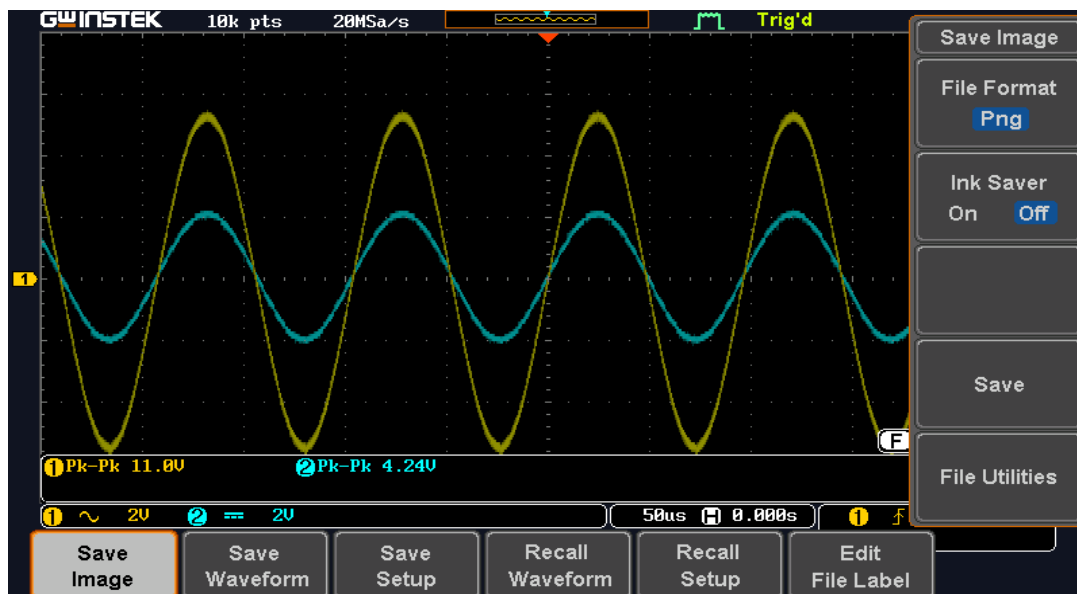 GWINSTEK 10k pts 20MSa/s Trig'd
Save Image
File Format
Png
Ink Saver
On Off
1
Save
F
File Utilities
1 Pk-Pk 11.0V 2 Pk-Pk 4.24V
1 2V 2 2V 50us H 0.000s 1
Save Image
Save Waveform
Save Setup
Recall Waveform
Recall Setup
Edit File Label